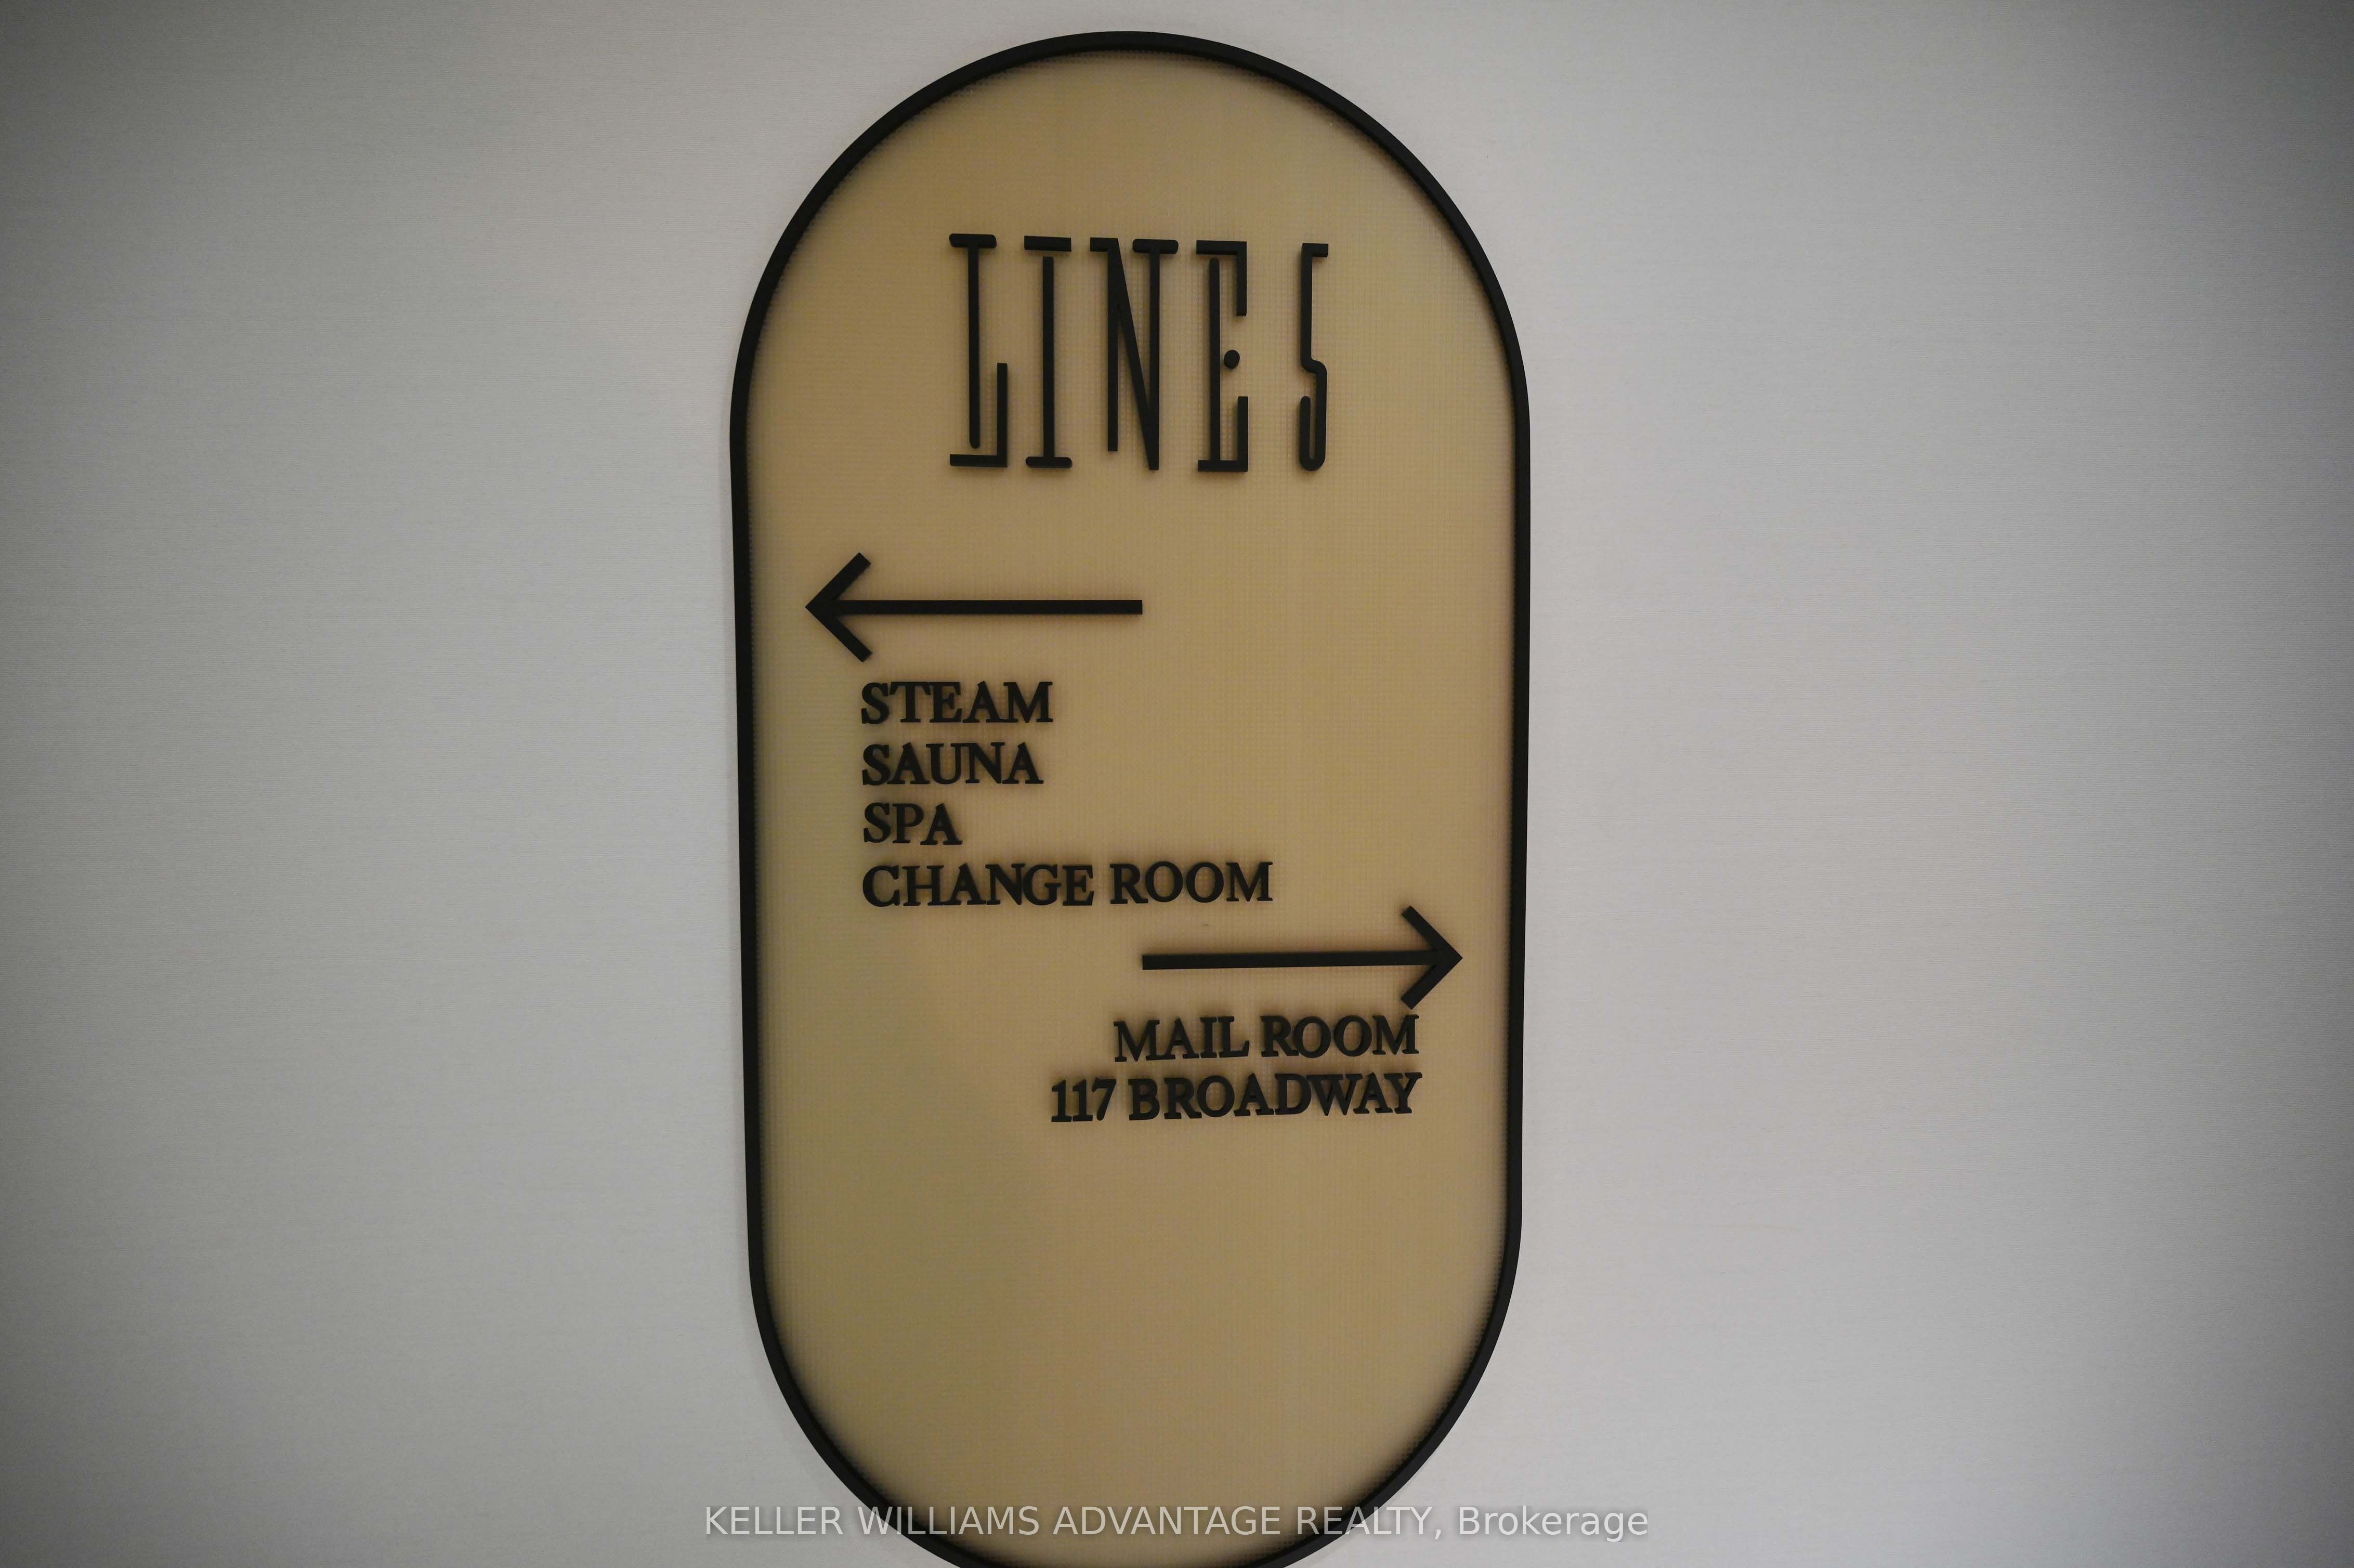 LINES
STEAM
SAUNA
SPA
CHANGE ROOM
MAIL ROOM
117 BROADWAY
KELLER WILLIAMS ADVANTAGE REALTY, Brokerage